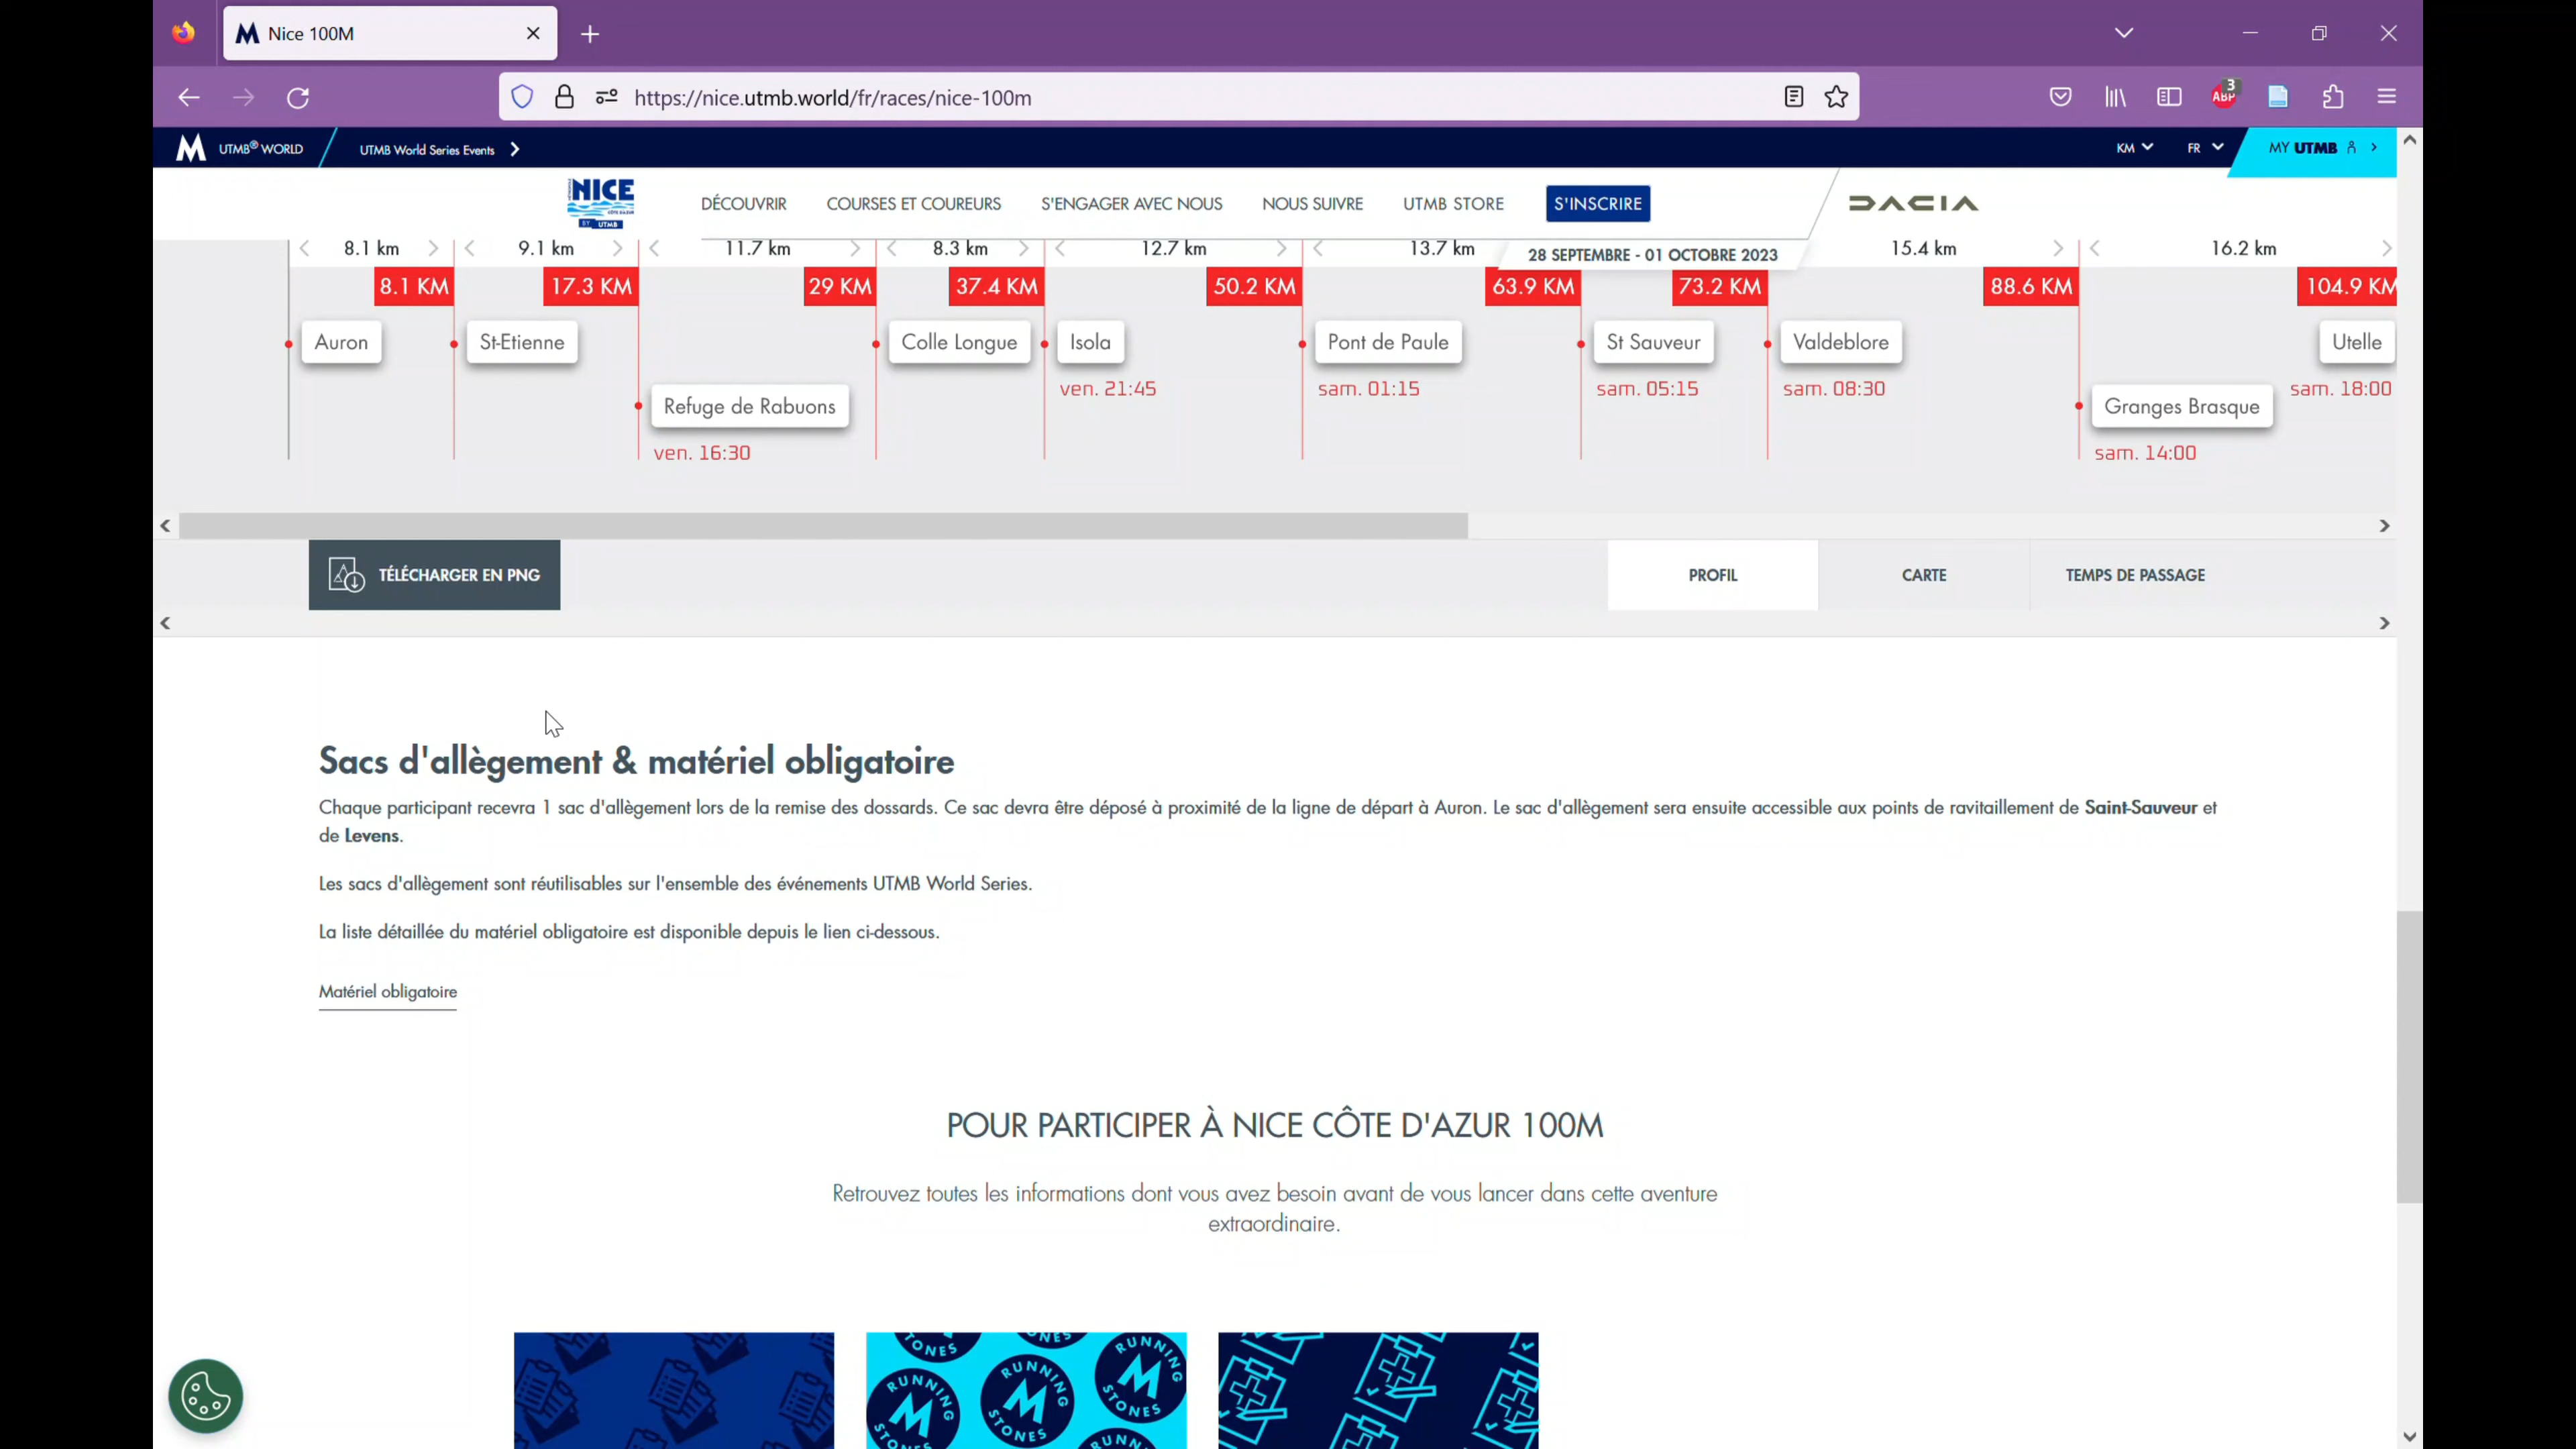 Nice 100M
https://nice.utmb.world/fr/races/nice-100m
3
ABP
UTMB® WORLD
UTMB World Series Events
KM
FR
MY UTMB
NICE
BY UTMB
DÉCOUVRIR
COURSES ET COUREURS
S'ENGAGER AVEC NOUS
NOUS SUIVRE
UTMB STORE
S'INSCRIRE
DACIA
28 SEPTEMBRE - 01 OCTOBRE 2023
8.1 km
9.1 km
11.7 km
8.3 km
12.7 km
13.7 km
15.4 km
16.2 km
8.1 KM
17.3 KM
29 KM
37.4 KM
50.2 KM
63.9 KM
73.2 KM
88.6 KM
104.9 KM
Auron
St-Etienne
Colle Longue
Isola
Pont de Paule
St Sauveur
Valdeblore
Utelle
ven. 21:45
sam. 01:15
sam. 05:15
sam. 08:30
sam. 18:00
Refuge de Rabuons
Granges Brasque
ven. 16:30
sam. 14:00
TÉLÉCHARGER EN PNG
PROFIL
CARTE
TEMPS DE PASSAGE
Sacs d'allègement & matériel obligatoire
Chaque participant recevra 1 sac d'allègement lors de la remise des dossards. Ce sac devra être déposé à proximité de la ligne de départ à Auron. Le sac d'allègement sera ensuite accessible aux points de ravitaillement de Saint-Sauveur et
de Levens.
Les sacs d'allègement sont réutilisables sur l'ensemble des événements UTMB World Series.
La liste détaillée du matériel obligatoire est disponible depuis le lien ci-dessous.
Matériel obligatoire
POUR PARTICIPER À NICE CÔTE D'AZUR 100M
Retrouvez toutes les informations dont vous avez besoin avant de vous lancer dans cette aventure
extraordinaire.
RUNNING STONES
RUNNING STONES
RUNNING STONES